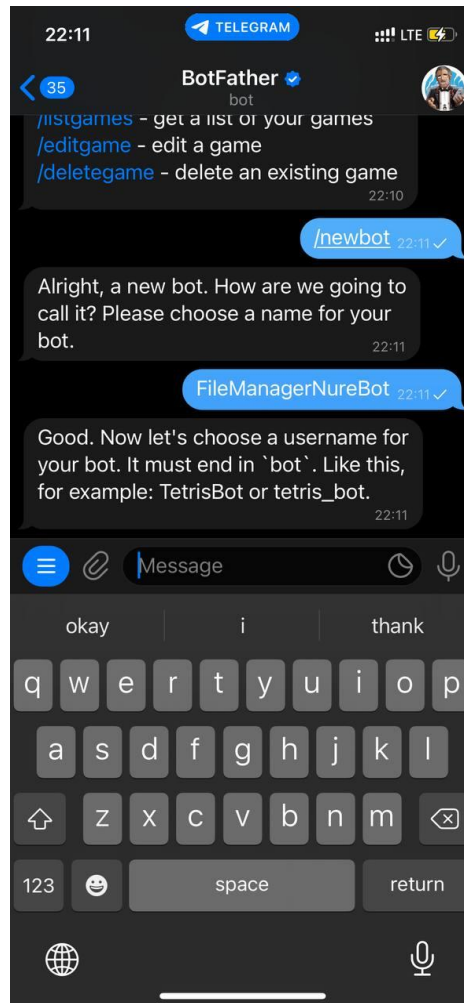 22:11
TELEGRAM
LTE
35
BotFather
bot
/listgames - get a list of your games
/editgame - edit a game
/deletegame - delete an existing game
22:10
/newbot 22:11
Alright, a new bot. How are we going to
call it? Please choose a name for your
bot.
22:11
FileManagerNureBot 22:11
Good. Now let's choose a username for
your bot. It must end in `bot`. Like this,
for example: TetrisBot or tetris_bot.
22:11
Message
okay i thank
q w e r t y u i o p
a s d f g h j k l
z x c v b n m
123 space return